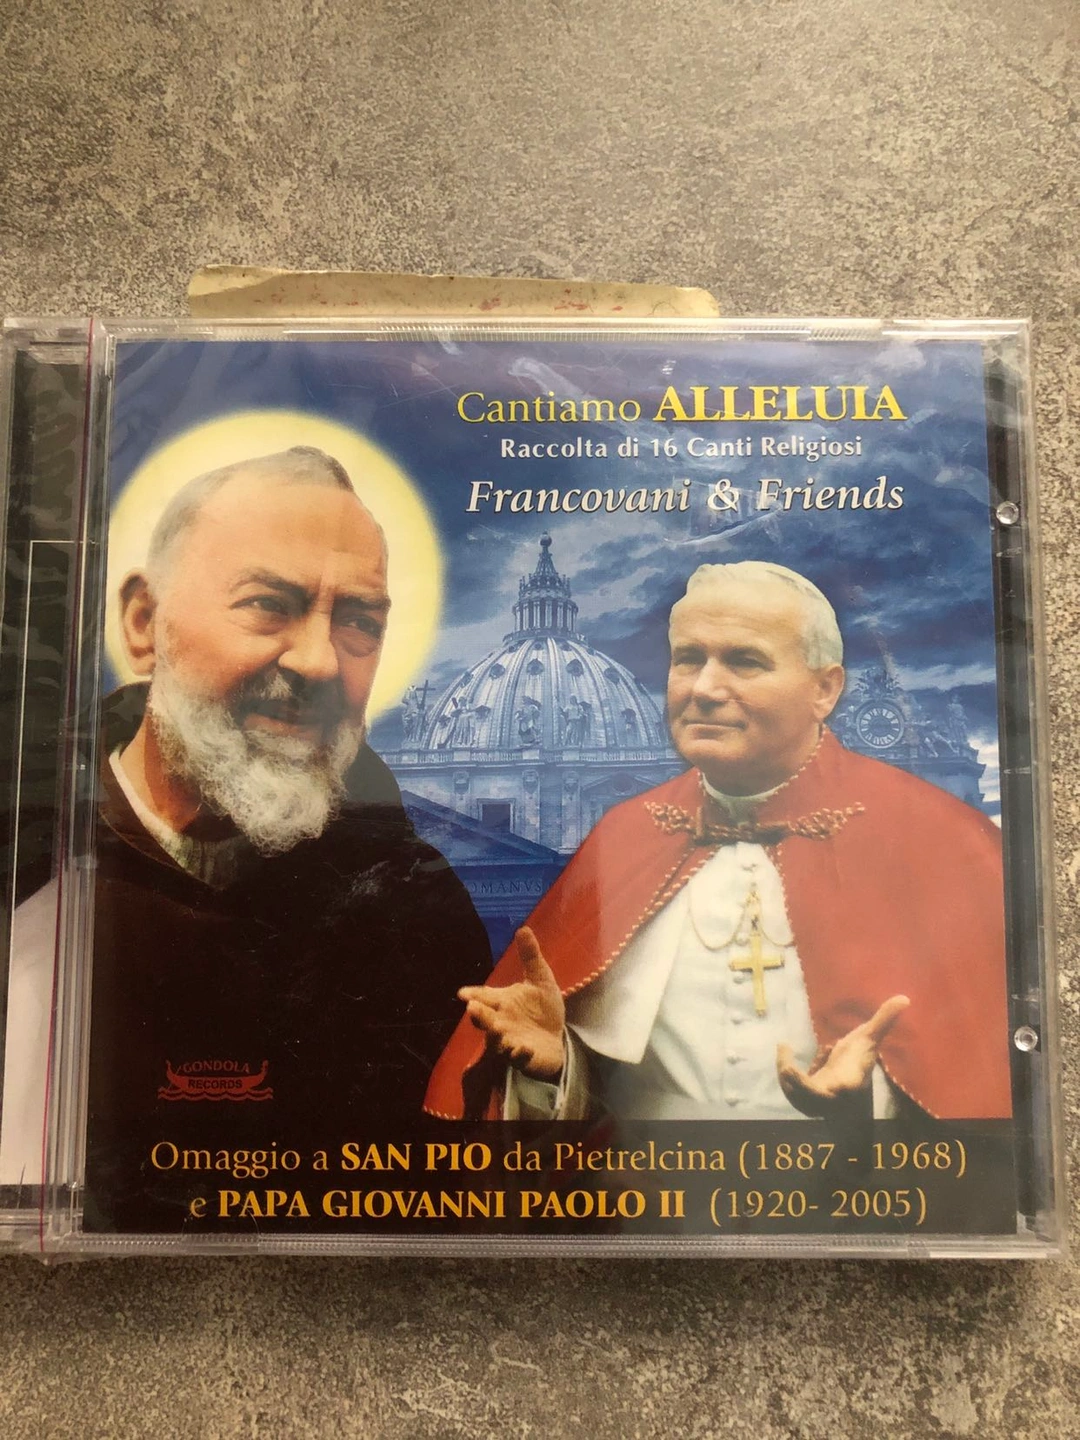 Cantiamo ALLELUIA
Raccolta di 16 Canti Religiosi
Francovani & Friends
OMANVS
GONDOLA
RECORDS
Omaggio a SAN PIO da Pietrelcina (1887 - 1968)
e PAPA GIOVANNI PAOLO II (1920- 2005)